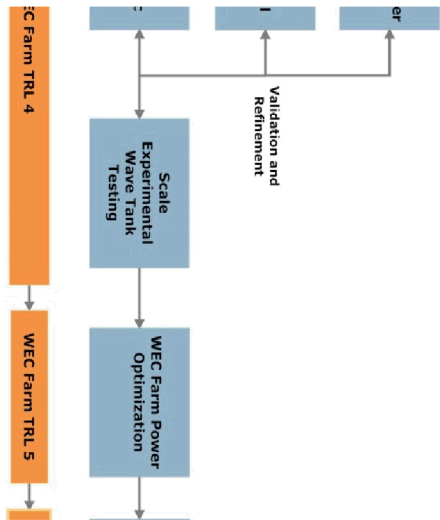 er
Validation and
Refinement
Scale
Experimental
Wave Tank
Testing
WEC Farm Power
Optimization
EC Farm TRL 4
WEC Farm TRL 5